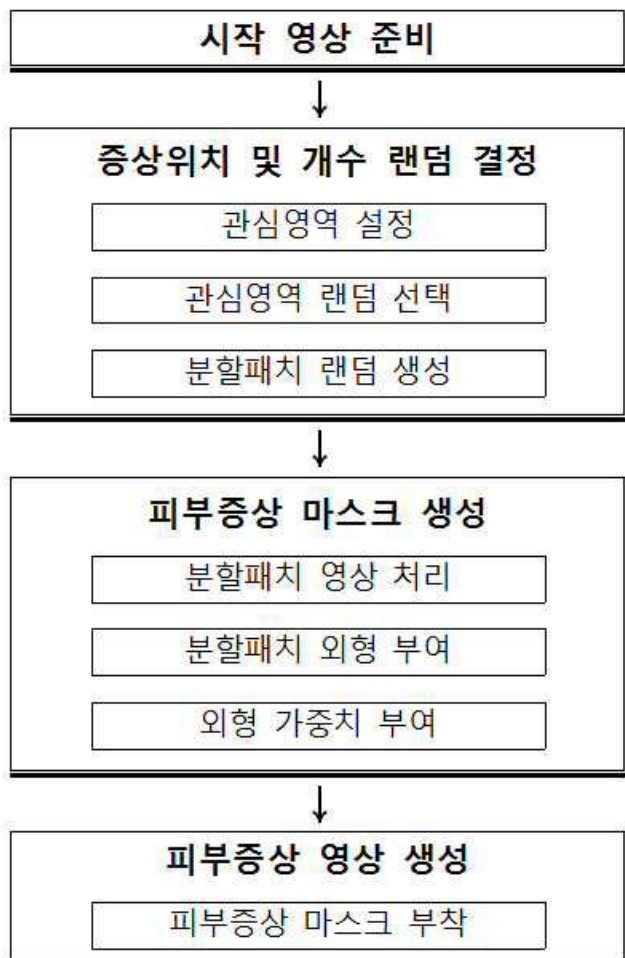 시작 영상 준비
↓
증상위치 및 개수 랜덤 결정
관심영역 설정
관심영역 랜덤 선택
분할패치 랜덤 생성
↓
피부증상 마스크 생성
분할패치 영상 처리
분할패치 외형 부여
외형 가중치 부여
↓
피부증상 영상 생성
피부증상 마스크 부착